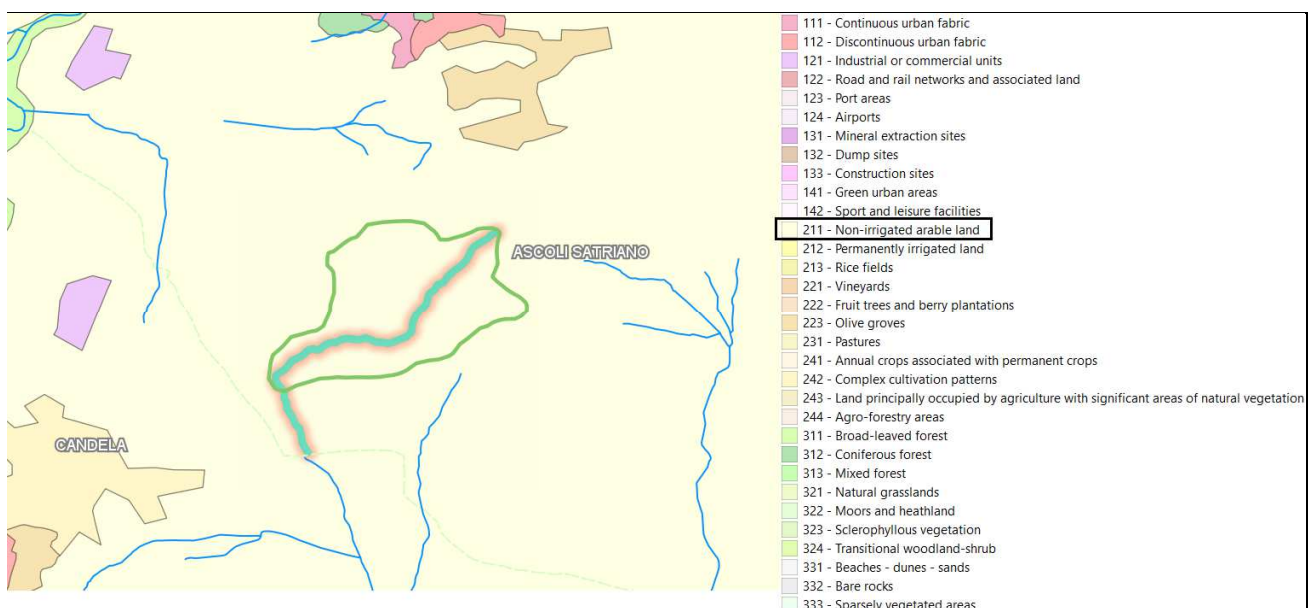 ASCOLI SATRIANO
CANDELA
111 - Continuous urban fabric
112 - Discontinuous urban fabric
121 - Industrial or commercial units
122 - Road and rail networks and associated land
123 - Port areas
124 - Airports
131 - Mineral extraction sites
132 - Dump sites
133 - Construction sites
141 - Green urban areas
142 - Sport and leisure facilities
211 - Non-irrigated arable land
212 - Permanently irrigated land
213 - Rice fields
221 - Vineyards
222 - Fruit trees and berry plantations
223 - Olive groves
231 - Pastures
241 - Annual crops associated with permanent crops
242 - Complex cultivation patterns
243 - Land principally occupied by agriculture with significant areas of natural vegetation
244 - Agro-forestry areas
311 - Broad-leaved forest
312 - Coniferous forest
313 - Mixed forest
321 - Natural grasslands
322 - Moors and heathland
323 - Sclerophyllous vegetation
324 - Transitional woodland-shrub
331 - Beaches - dunes - sands
332 - Bare rocks
333 - Sparsely vegetated areas